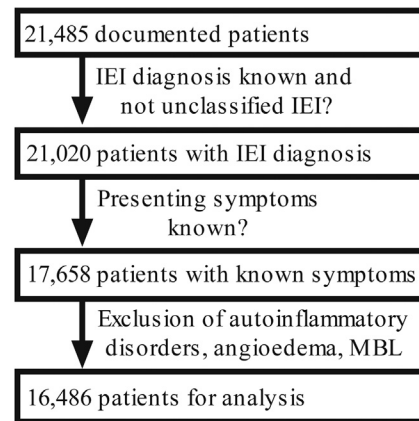 21,485 documented patients
IEI diagnosis known and
not unclassified IEI?
21,020 patients with IEI diagnosis
Presenting symptoms
known?
17,658 patients with known symptoms
Exclusion of autoinflammatory
disorders, angioedema, MBL
16,486 patients for analysis